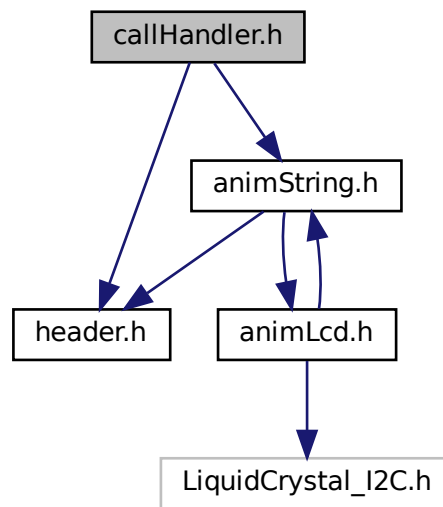 callHandler.h
animString.h
header.h
animLcd.h
LiquidCrystal_I2C.h